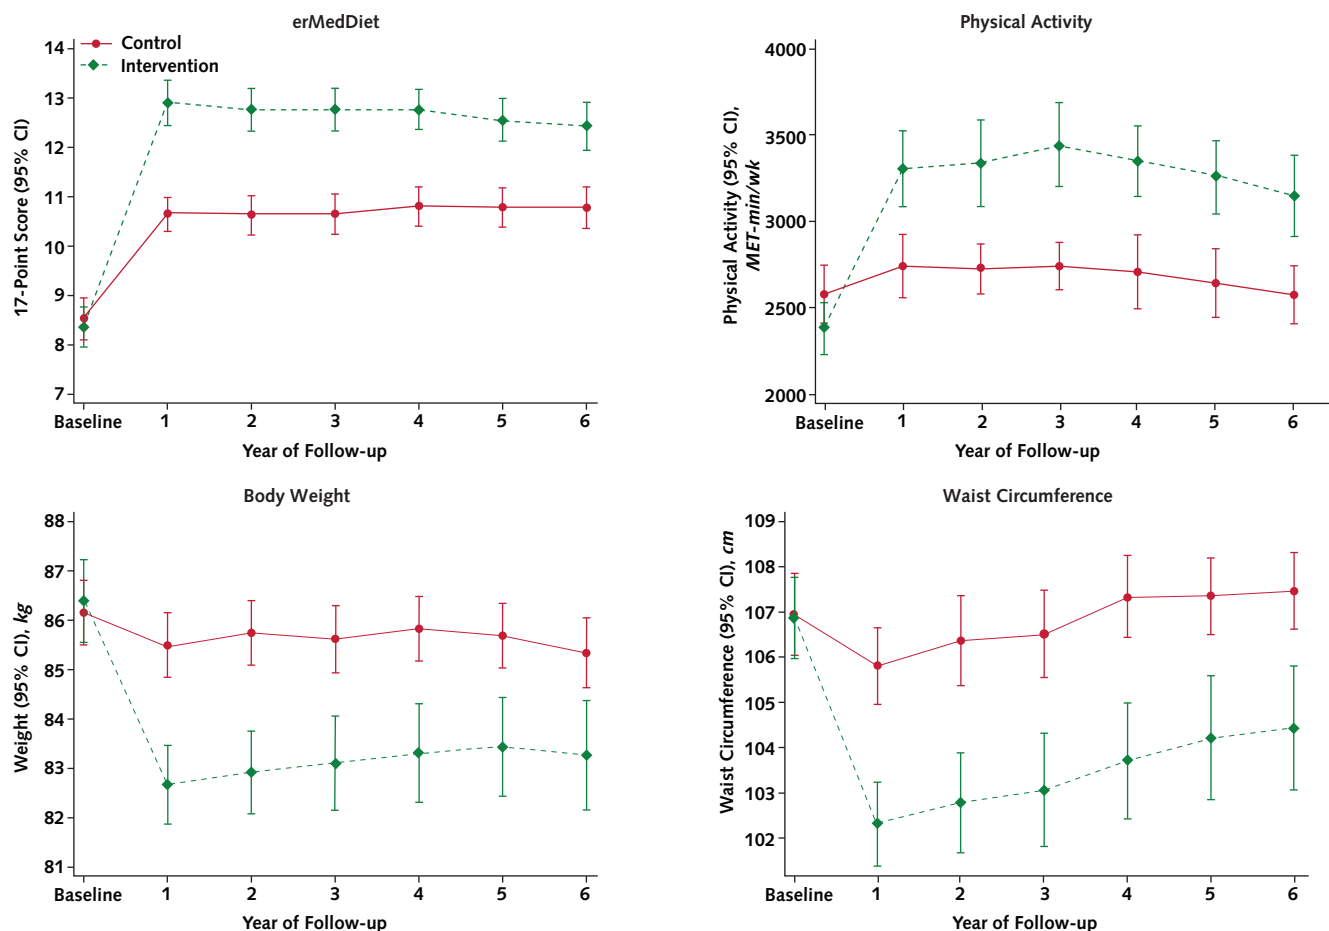 erMedDiet
Control
Intervention
17-Point Score (95% CI)
14
13
12
11
10
9
8
7
Baseline 1 2 3 4 5 6
Year of Follow-up
Physical Activity
Physical Activity (95% CI),
MET-min/wk
4000
3500
3000
2500
2000
Baseline 1 2 3 4 5 6
Year of Follow-up
Body Weight
Weight (95% CI), kg
88
87
86
85
84
83
82
81
Baseline 1 2 3 4 5 6
Year of Follow-up
Waist Circumference
Waist Circumference (95% CI), cm
109
108
107
106
105
104
103
102
Baseline 1 2 3 4 5 6
Year of Follow-up